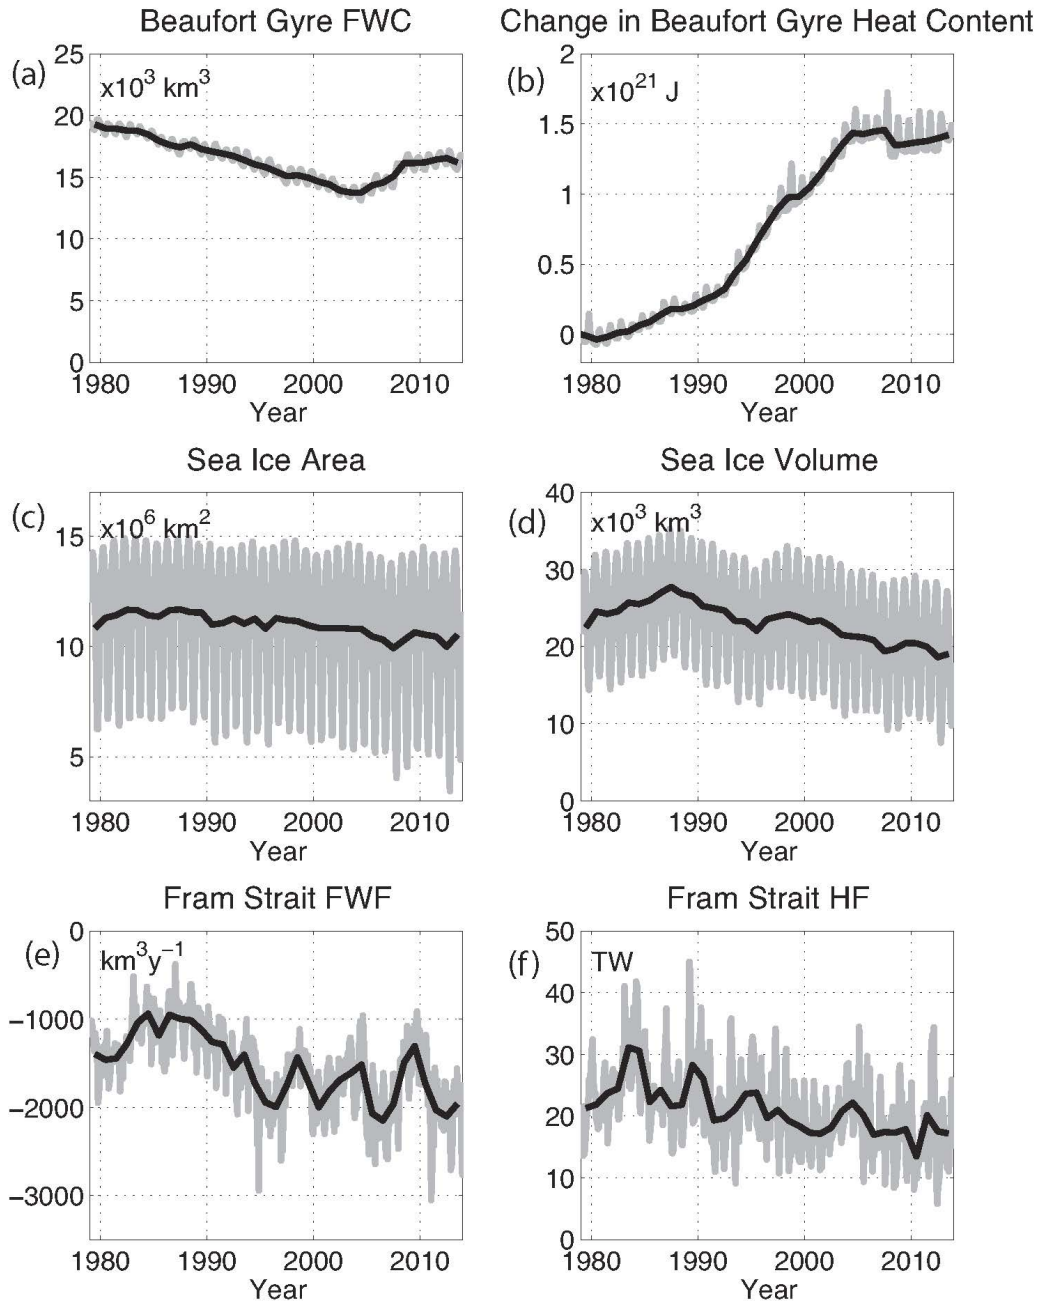 Beaufort Gyre FWC
(a)
x10³ km³
25
20
15
10
5
0
1980 1990 2000 2010
Year
Change in Beaufort Gyre Heat Content
(b)
x10²¹ J
2
1.5
1
0.5
0
1980 1990 2000 2010
Year
Sea Ice Area
(c)
x10⁶ km²
15
10
5
1980 1990 2000 2010
Year
Sea Ice Volume
(d)
x10³ km³
40
30
20
10
0
1980 1990 2000 2010
Year
Fram Strait FWF
(e)
km³y⁻¹
0
−1000
−2000
−3000
1980 1990 2000 2010
Year
Fram Strait HF
(f)
TW
50
40
30
20
10
0
1980 1990 2000 2010
Year